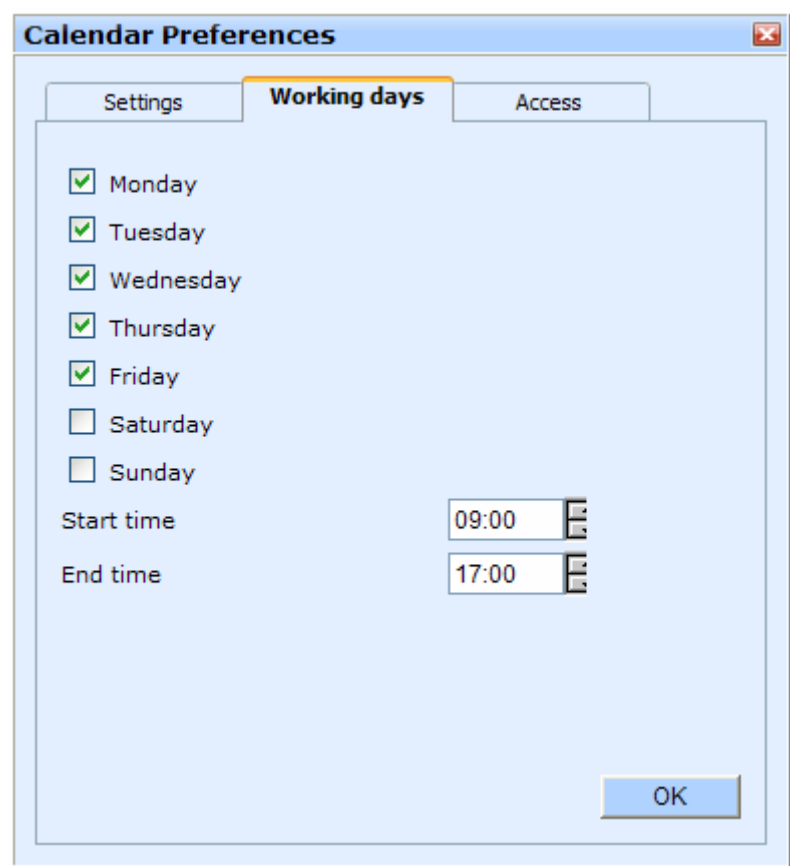 Calendar Preferences
Settings Working days Access
Monday
Tuesday
Wednesday
Thursday
Friday
Saturday
Sunday
Start time 09:00
End time 17:00
OK